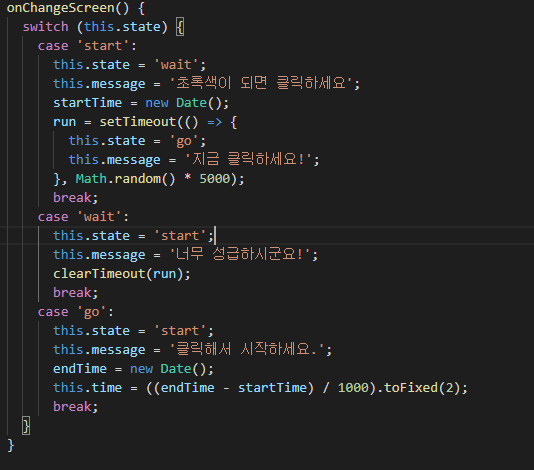 onChangeScreen() {
switch (this.state) {
case 'start':
this.state = 'wait';
this.message = '초록색이 되면 클릭하세요';
startTime = new Date();
run = setTimeout(() => {
this.state = 'go';
this.message = '지금 클릭하세요!';
}, Math.random() * 5000);
break;
case 'wait':
this.state = 'start';
this.message = '너무 성급하시군요!';
clearTimeout(run);
break;
case 'go':
this.state = 'start';
this.message = '클릭해서 시작하세요.';
endTime = new Date();
this.time = ((endTime - startTime) / 1000).toFixed(2);
break;
}
}